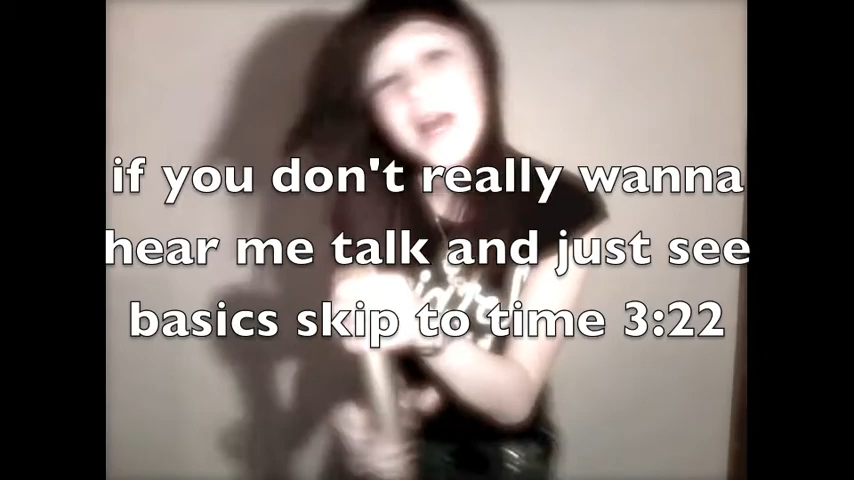 if you don't really wanna
hear me talk and just see
basics skip to time 3:22